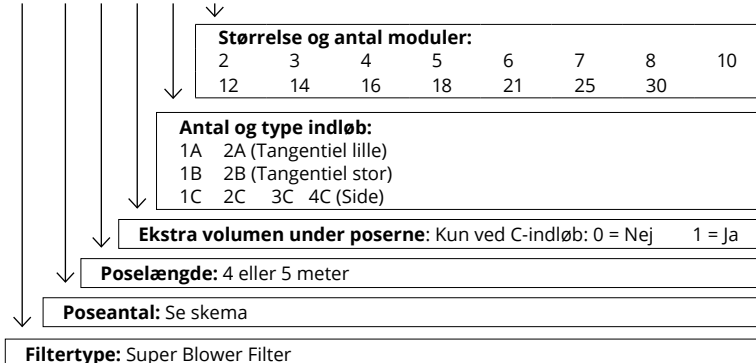 Størrelse og antal moduler:
2 3 4 5 6 7 8 10
12 14 16 18 21 25 30
Antal og type indløb:
1A 2A (Tangentiel lille)
1B 2B (Tangentiel stor)
1C 2C 3C 4C (Side)
Ekstra volumen under poserne: Kun ved C-indløb: 0 = Nej 1 = Ja
Poselængde: 4 eller 5 meter
Poseantal: Se skema
Filtertype: Super Blower Filter